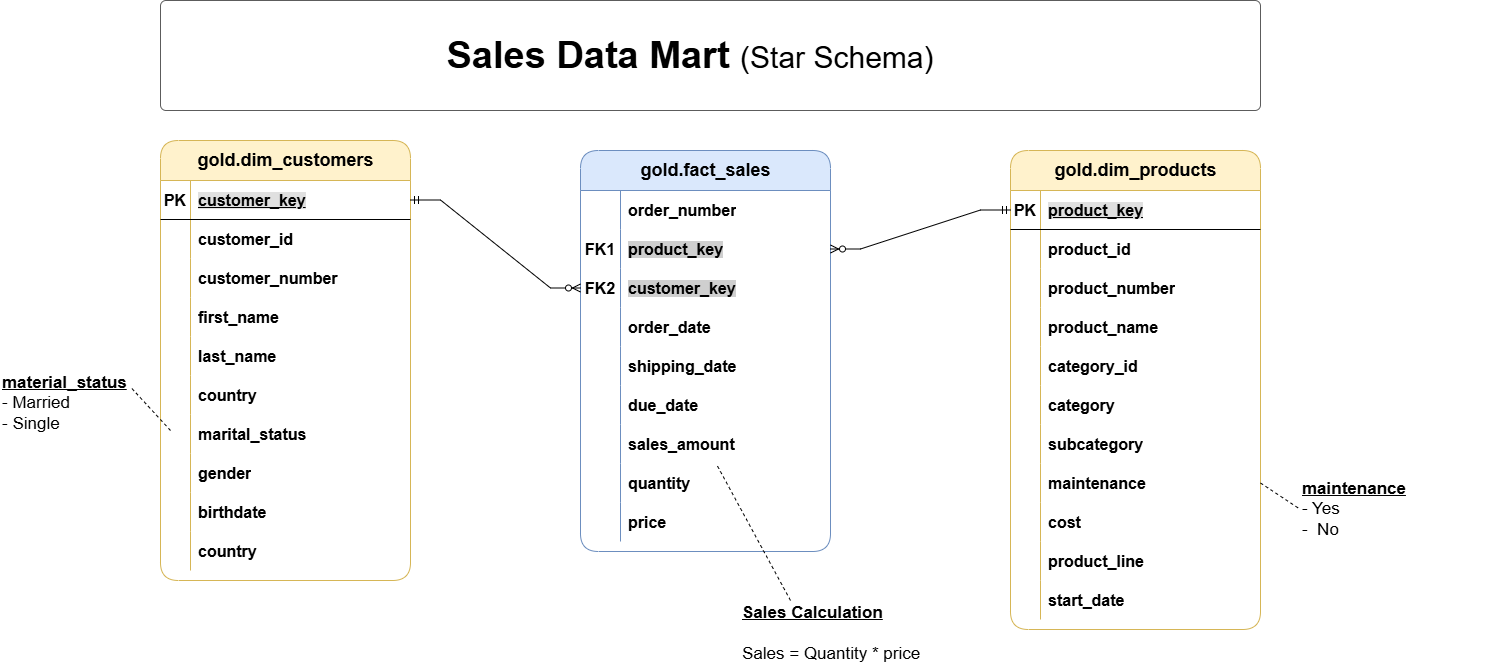 Sales Data Mart (Star Schema)
gold.dim_customers
PK customer_key
customer_id
customer_number
first_name
last_name
country
marital_status
gender
birthdate
country
material_status
- Married
- Single
gold.fact_sales
order_number
FK1 product_key
FK2 customer_key
order_date
shipping_date
due_date
sales_amount
quantity
price
Sales Calculation
Sales = Quantity * price
gold.dim_products
PK product_key
product_id
product_number
product_name
category_id
category
subcategory
maintenance
cost
product_line
start_date
maintenance
- Yes
- No